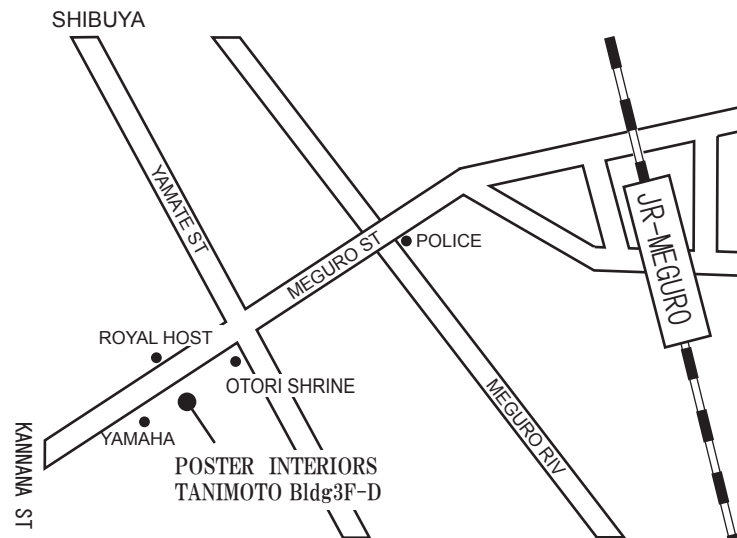 SHIBUYA
YAMATE ST
MEGURO ST
POLICE
JR-MEGURO
ROYAL HOST
OTORI SHRINE
MEGURO RIV
YAMAHA
KANNANA ST
POSTER INTERIORS
TANIMOTO Bldg3F-D